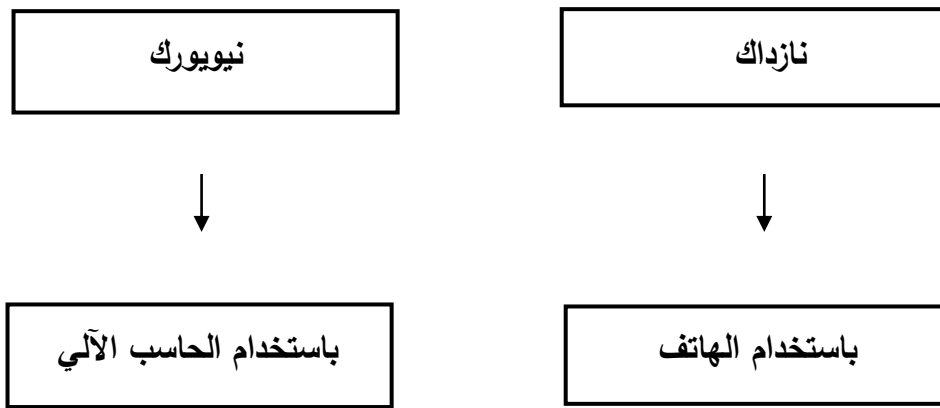 نازداك
نيويورك
باستخدام الهاتف
باستخدام الحاسب الآلي